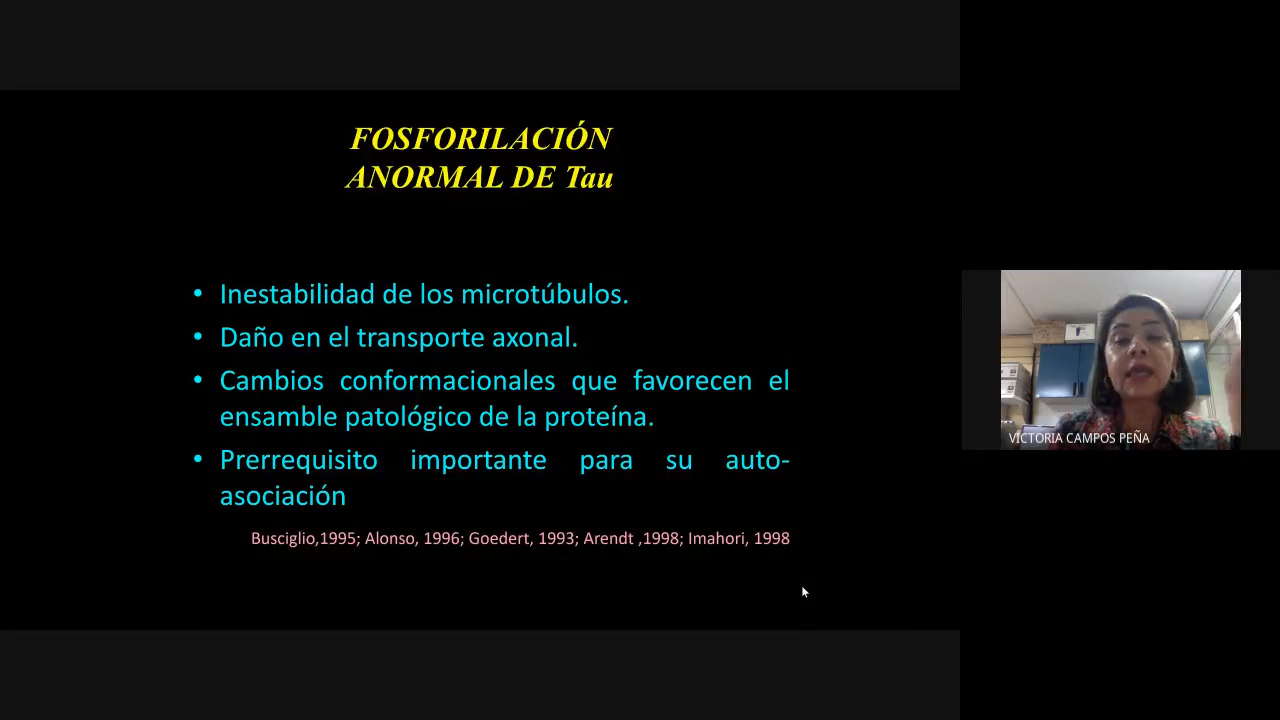 FOSFORILACIÓN
ANORMAL DE Tau
• Inestabilidad de los microtúbulos.
• Daño en el transporte axonal.
• Cambios conformacionales que favorecen el
ensamble patológico de la proteína.
• Prerrequisito importante para su auto-
asociación
Busciglio,1995; Alonso, 1996; Goedert, 1993; Arendt ,1998; Imahori, 1998
VICTORIA CAMPOS PEÑA